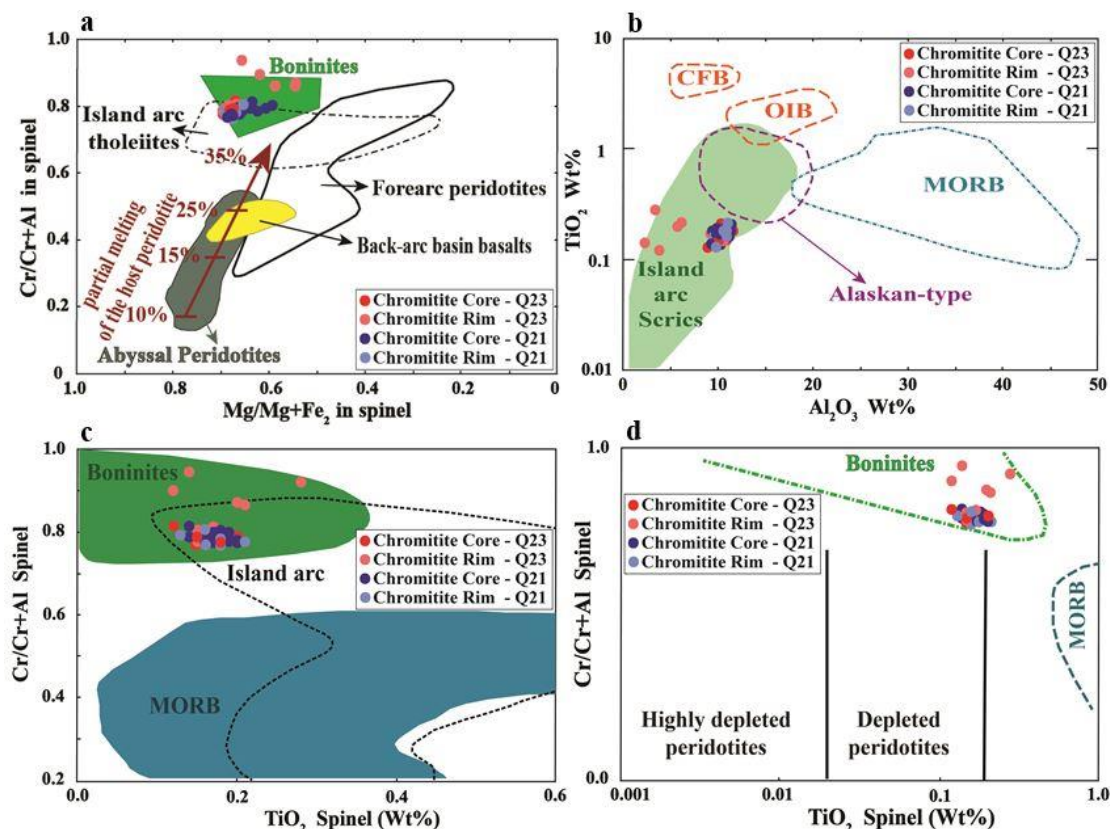 a
1.0
0.8
0.6
0.4
0.2
0
Cr/Cr+Al in spinel
Boninites
Island arc
tholeiites
35%
25%
15%
10%
partial melting
of the host peridotite
Forearc peridotites
Back-arc basin basalts
Abyssal Peridotites
Chromitite Core - Q23
Chromitite Rim - Q23
Chromitite Core - Q21
Chromitite Rim - Q21
1.0
0.8
0.6
0.4
0.2
0
Mg/Mg+Fe2 in spinel
b
10
1
0.1
0.01
TiO2 Wt%
CFB
OIB
MORB
Island
arc
Scrics
Alaskan-type
Chromitite Core - Q23
Chromitite Rim - Q23
Chromitite Core - Q21
Chromitite Rim - Q21
0
10
20
30
40
50
Al2O3 Wt%
c
1.0
0.8
0.6
0.4
0.2
Cr/Cr+Al Spinel
Boninites
Island arc
MORB
Chromitite Core - Q23
Chromitite Rim - Q23
Chromitite Core - Q21
Chromitite Rim - Q21
0.0
0.2
0.4
0.6
TiO2 Spinel (Wt%)
d
1.0
0.0
Cr/Cr+Al Spinel
Boninites
MORB
Chromitite Core - Q23
Chromitite Rim - Q23
Chromitite Core - Q21
Chromitite Rim - Q21
Highly depleted
peridotites
Depleted
peridotites
0.001
0.01
0.1
1.0
TiO2 Spinel (Wt%)